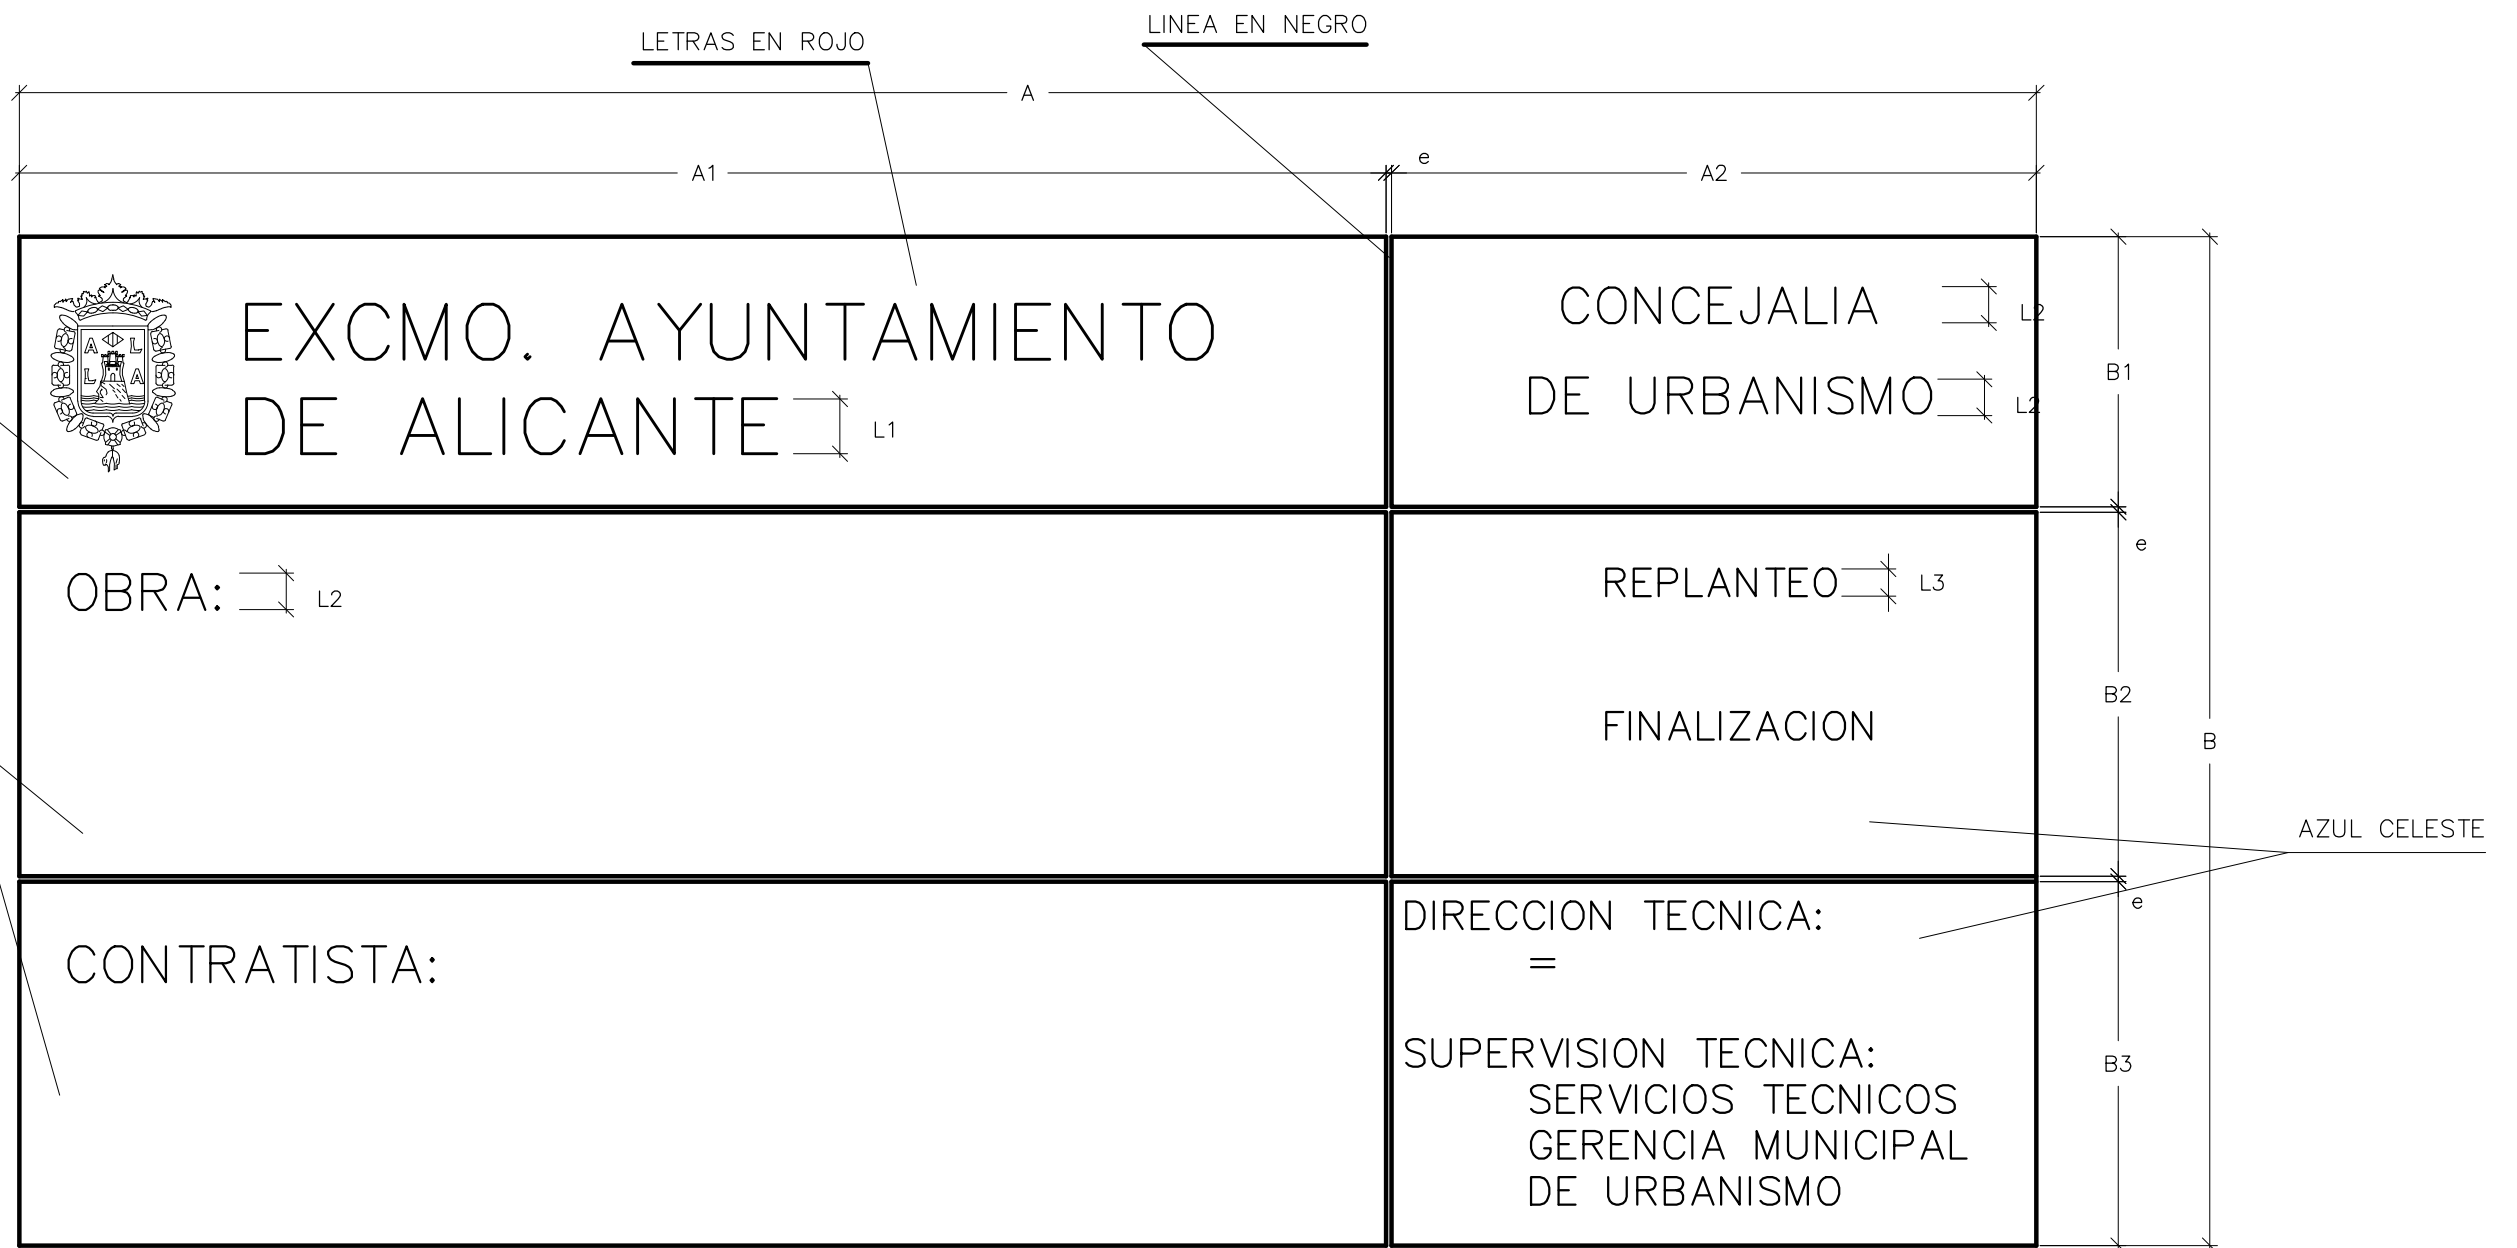 LINEA EN NEGRO
LETRAS EN ROJO
A
A1
e
A2
EXCMO. AYUNTAMIENTO
DE ALICANTE
L1
A
L
L
A
CONCEJALIA
L2
DE URBANISMO
L2
B1
e
OBRA:
L2
REPLANTEO
L3
FINALIZACION
B2
B
AZUL CELESTE
e
CONTRATISTA:
DIRECCION TECNICA:
=
SUPERVISION TECNICA:
SERVICIOS TECNICOS
GERENCIA MUNICIPAL
DE URBANISMO
B3